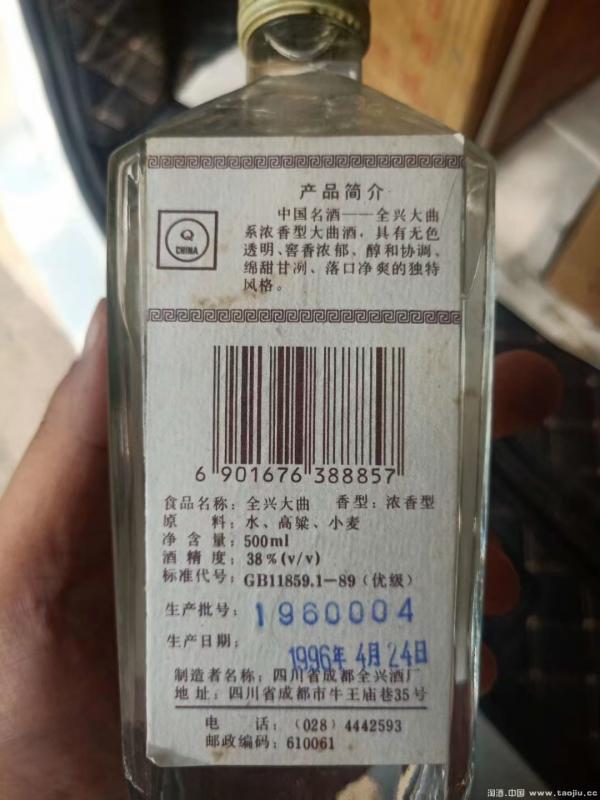 产品简介
Q
CHINA
中国名酒——全兴大曲
系浓香型大曲酒，具有无色
透明、窖香浓郁、醇和协调、
绵甜甘洌、落口净爽的独特
风格。
6 901676 388857
食品名称：全兴大曲 香型：浓香型
原 料：水、高粱、小麦
净 含 量：500ml
酒 精 度：38%(v/v)
标准代号：GB11859.1-89（优级）
生产批号：1960004
生产日期：1996年4月24日
制造者名称：四川省成都全兴酒厂
地 址：四川省成都市牛王庙巷35号
电 话：（028）4442593
邮政编码：610061
淘酒.中国 www.taojiu.cc